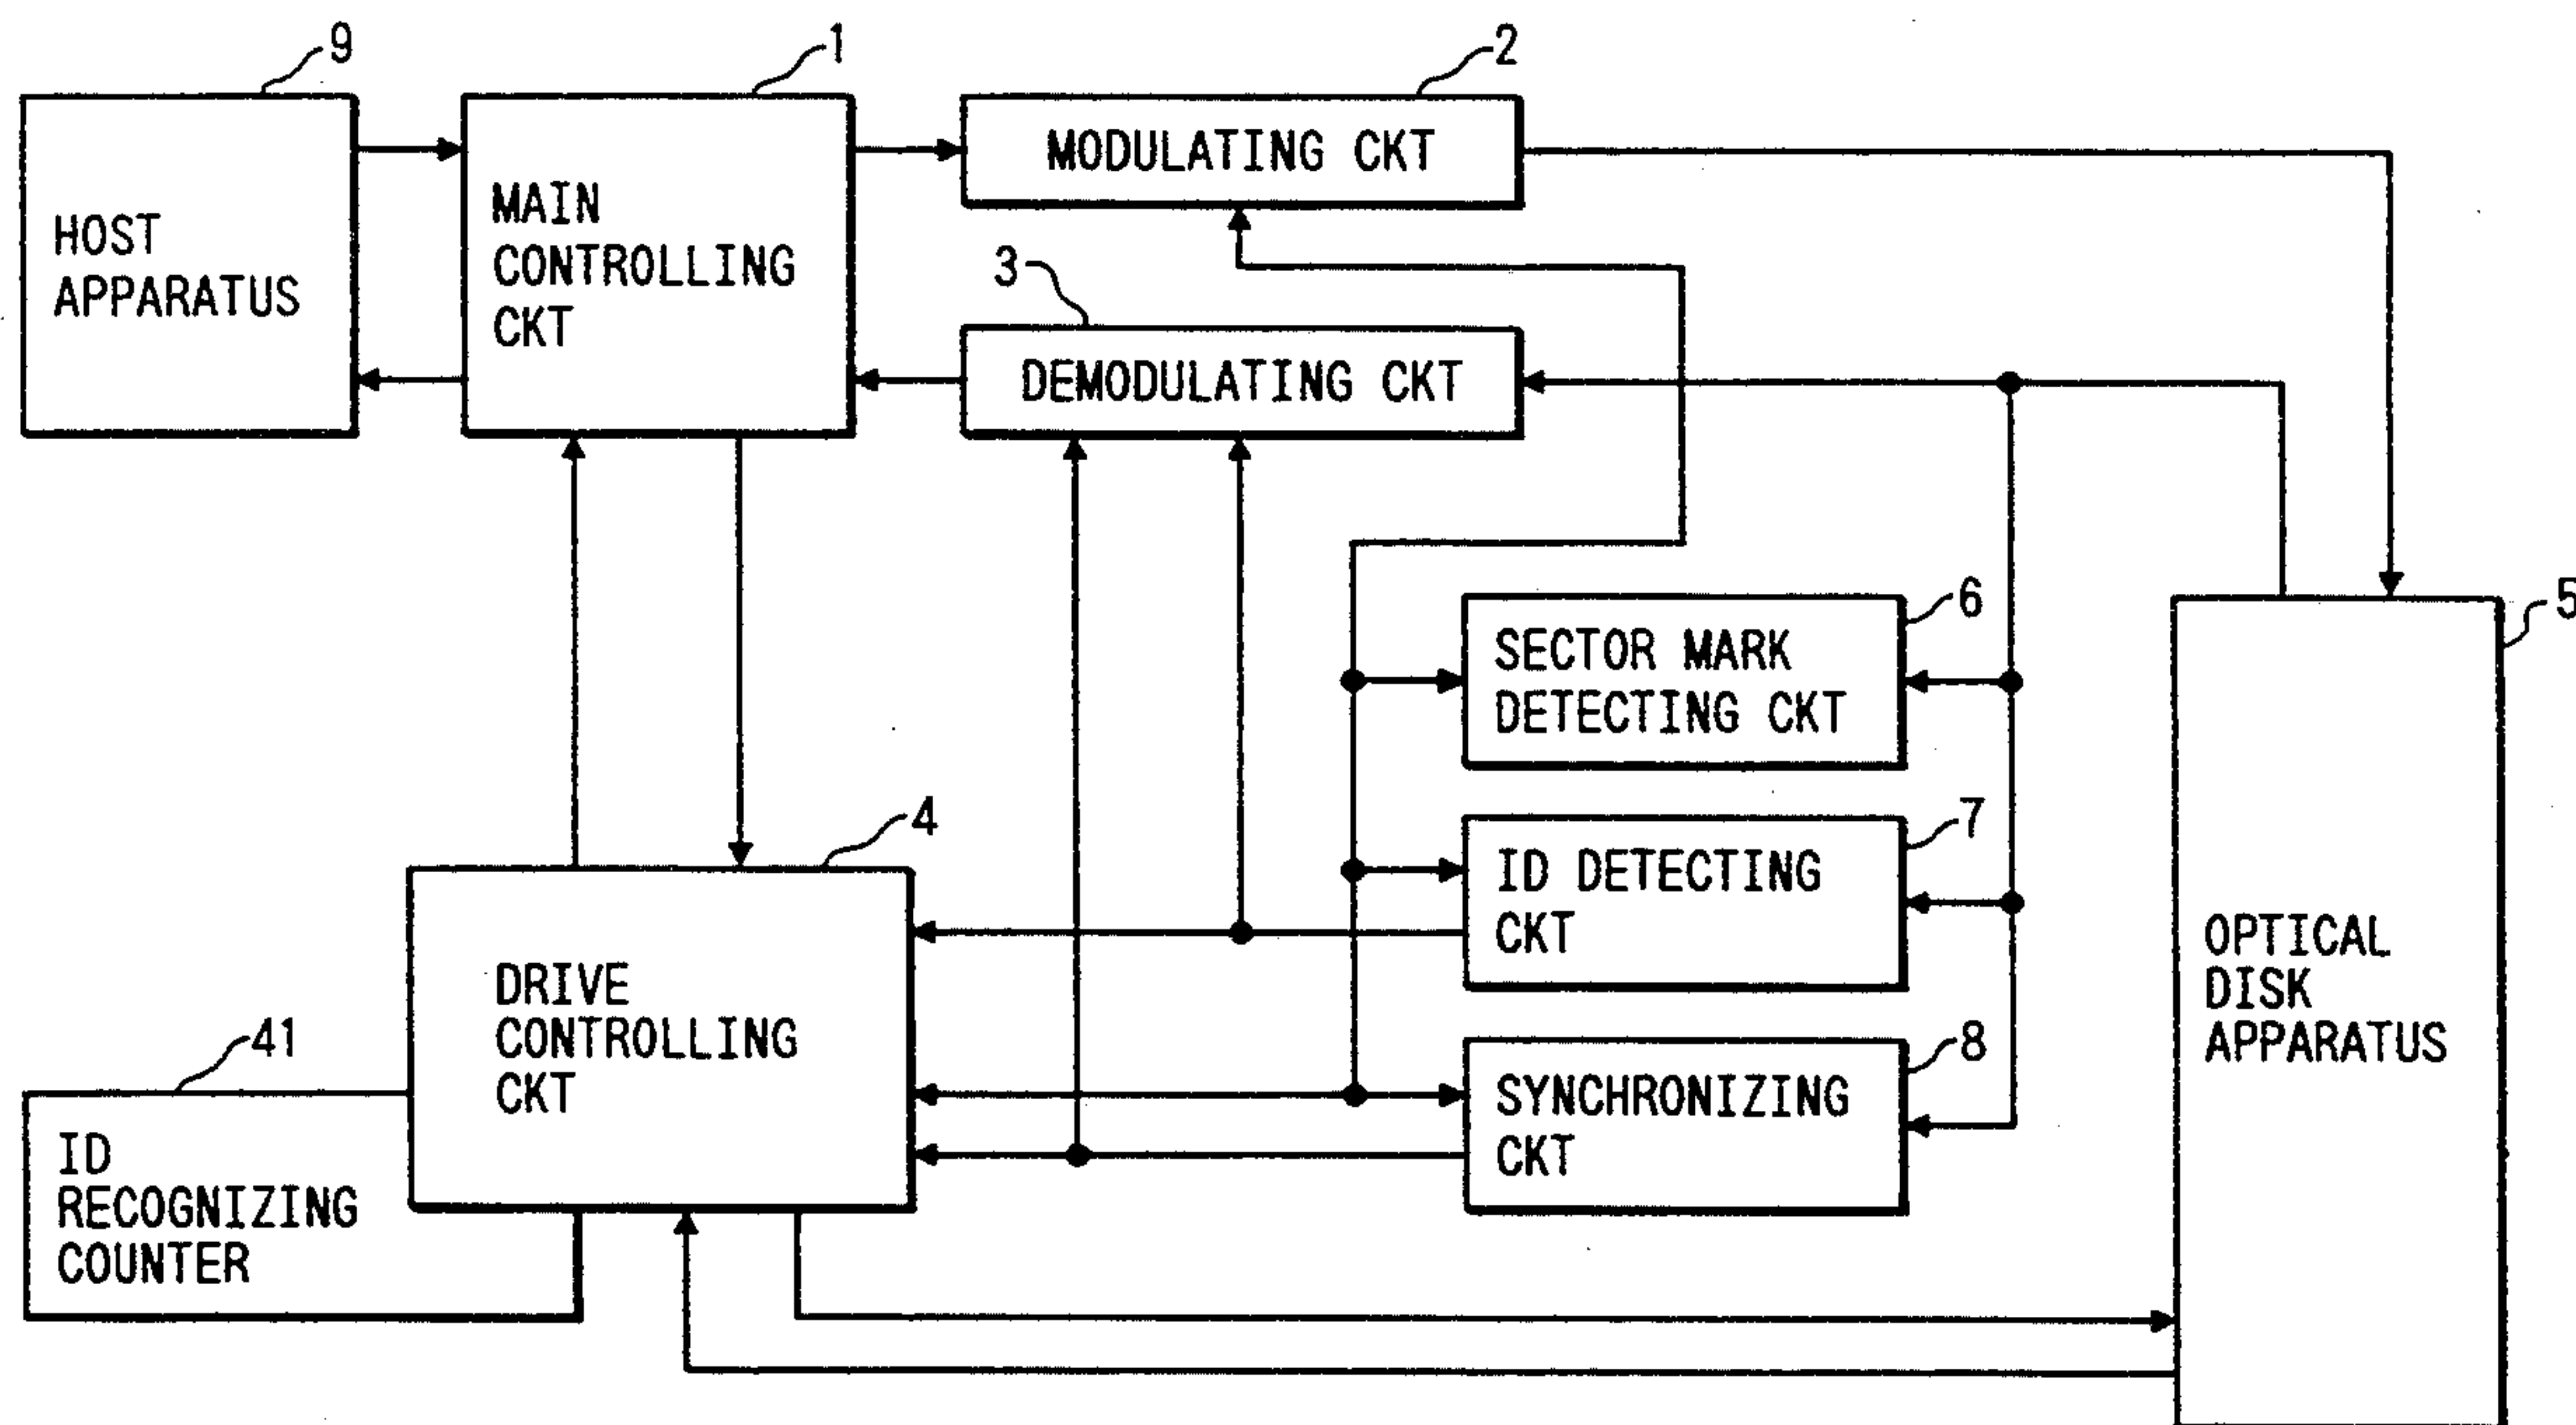 9
1
2
HOST
APPARATUS
MAIN
CONTROLLING
CKT
MODULATING CKT
3
DEMODULATING CKT
6
SECTOR MARK
DETECTING CKT
5
4
7
ID DETECTING
CKT
DRIVE
CONTROLLING
CKT
OPTICAL
DISK
APPARATUS
41
ID
RECOGNIZING
COUNTER
8
SYNCHRONIZING
CKT